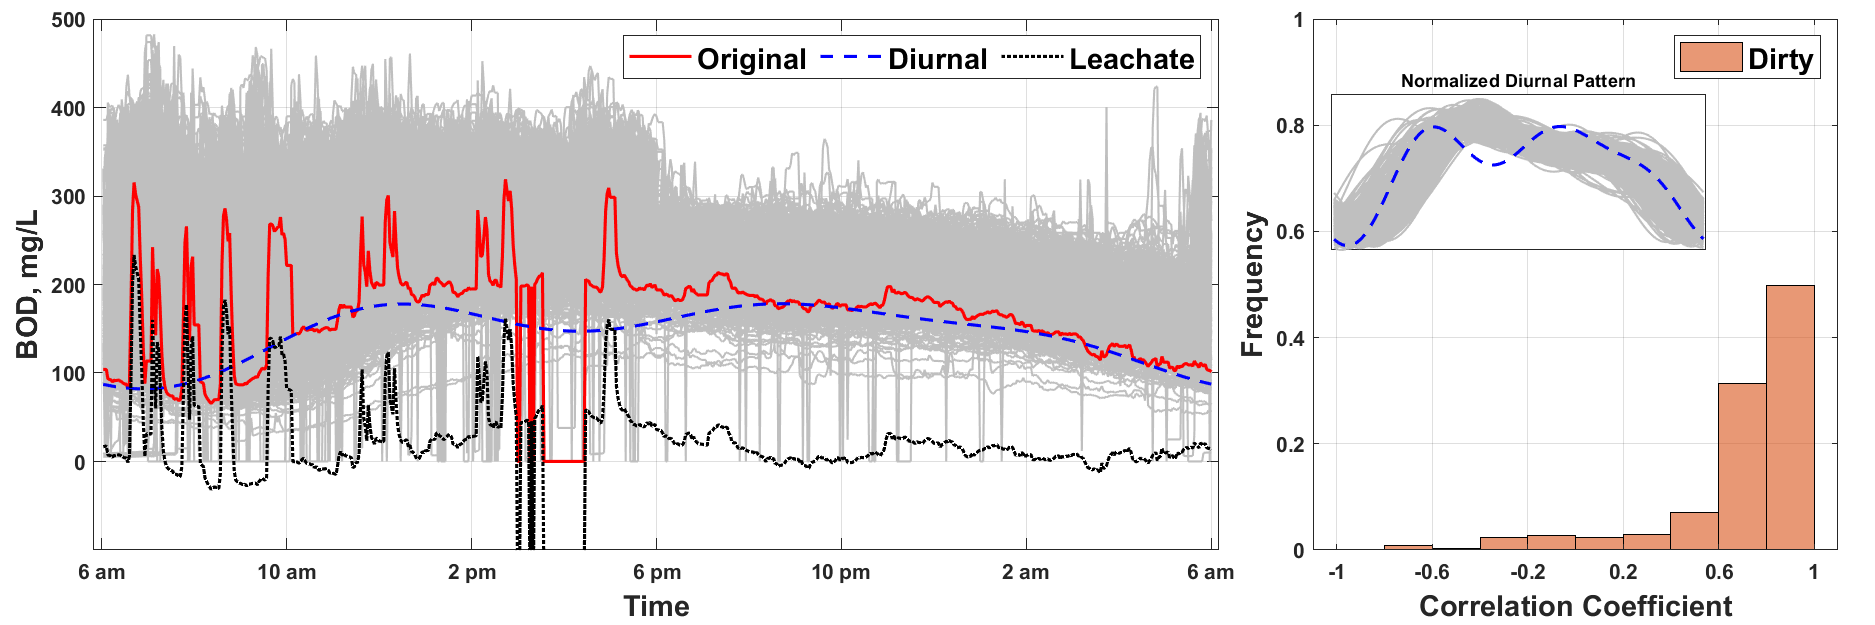 500
400
300
200
100
0
BOD, mg/L
Original Diurnal Leachate
6 am 10 am 2 pm 6 pm 10 pm 2 am 6 am
Time
1
0.8
0.6
0.4
0.2
0
Frequency
Dirty
Normalized Diurnal Pattern
-1 -0.6 -0.2 0.2 0.6 1
Correlation Coefficient